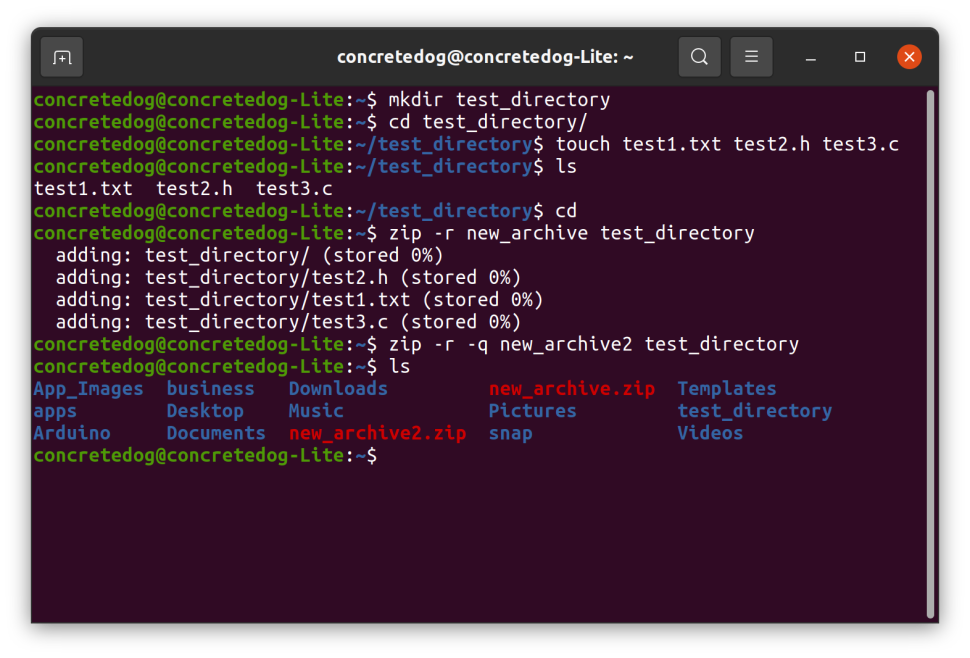 concretedog@concretedog-Lite: ~
concretedog@concretedog-Lite:~$ mkdir test_directory
concretedog@concretedog-Lite:~$ cd test_directory/
concretedog@concretedog-Lite:~/test_directory$ touch test1.txt test2.h test3.c
concretedog@concretedog-Lite:~/test_directory$ ls
test1.txt  test2.h  test3.c
concretedog@concretedog-Lite:~/test_directory$ cd
concretedog@concretedog-Lite:~$ zip -r new_archive test_directory
  adding: test_directory/ (stored 0%)
  adding: test_directory/test2.h (stored 0%)
  adding: test_directory/test1.txt (stored 0%)
  adding: test_directory/test3.c (stored 0%)
concretedog@concretedog-Lite:~$ zip -r -q new_archive2 test_directory
concretedog@concretedog-Lite:~$ ls
App_Images  business   Downloads         new_archive.zip  Templates
apps        Desktop    Music             Pictures         test_directory
Arduino     Documents  new_archive2.zip  snap             Videos
concretedog@concretedog-Lite:~$